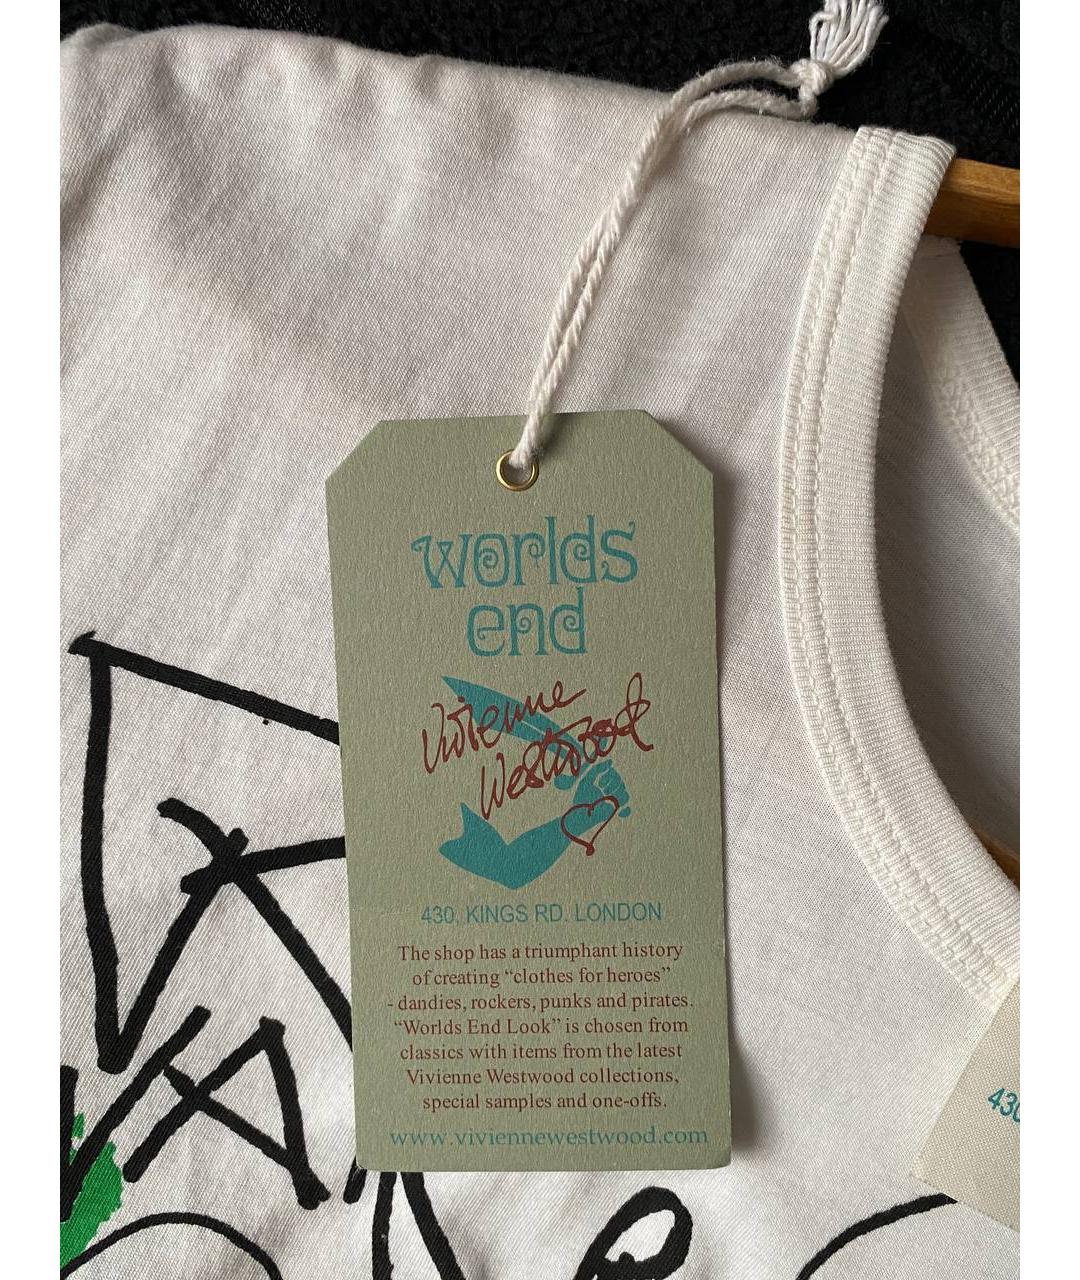 worlds
end
Vivienne
Westwood
430, KINGS RD. LONDON
The shop has a triumphant history
of creating “clothes for heroes”
- dandies, rockers, punks and pirates.
“Worlds End Look” is chosen from
classics with items from the latest
Vivienne Westwood collections,
special samples and one-offs.
www.viviennewestwood.com
430